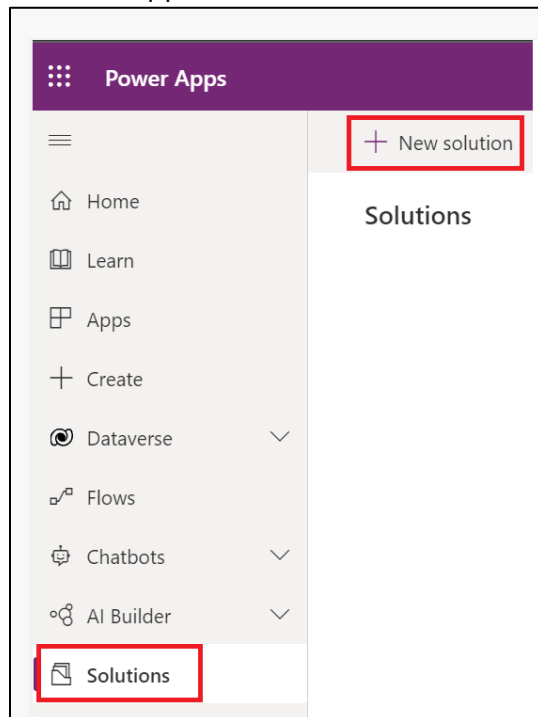 Power Apps
New solution
Home
Solutions
Learn
Apps
Create
Dataverse
Flows
Chatbots
AI Builder
Solutions